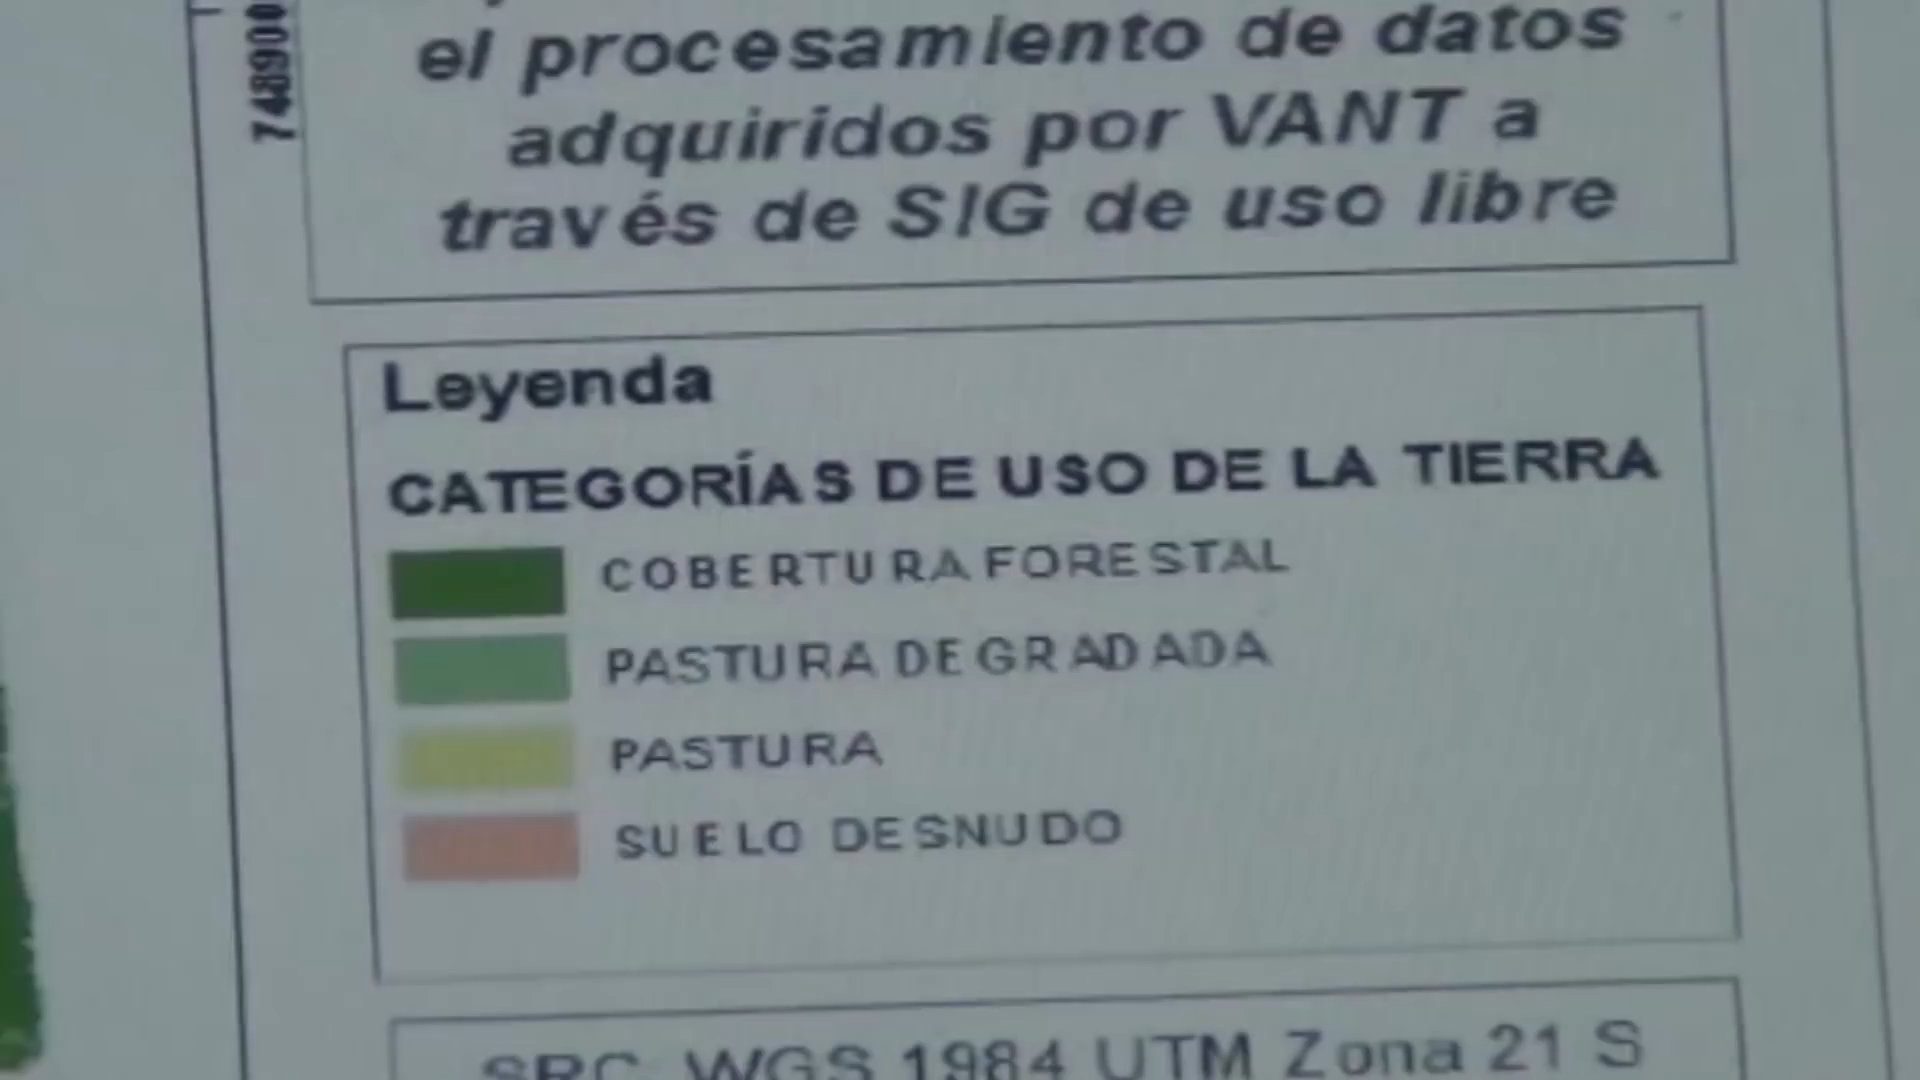 748900
el procesamiento de datos
adquiridos por VANT a
través de SIG de uso libre
Leyenda
CATEGORÍAS DE USO DE LA TIERRA
COBERTURA FORESTAL
PASTURA DEGRADADA
PASTURA
SUELO DESNUDO
SRC WGS 1984 UTM Zona 21 S